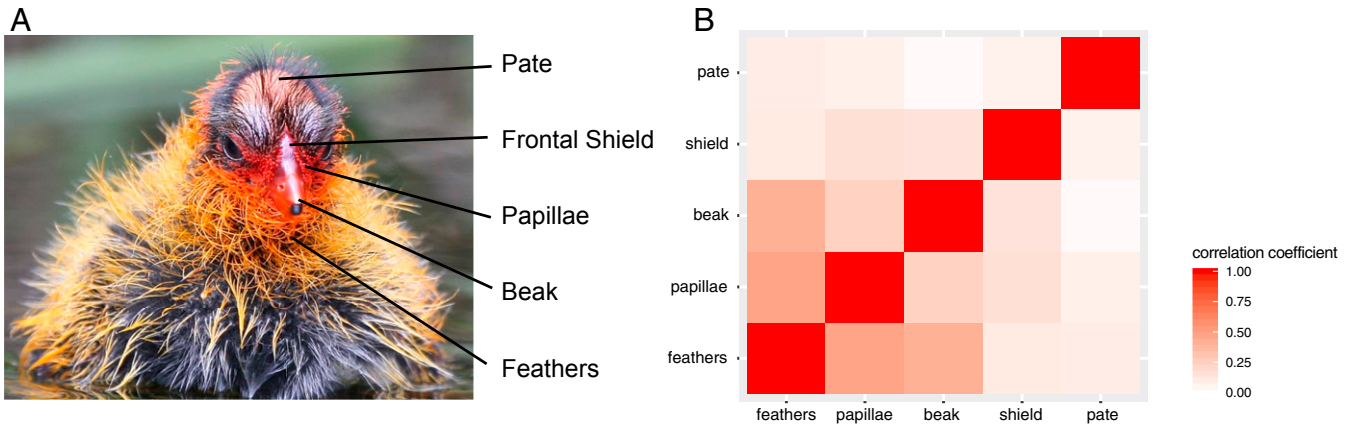 A
Pate
Frontal Shield
Papillae
Beak
Feathers
B
pate
shield
beak
papillae
feathers
feathers papillae beak shield pate
correlation coefficient
1.00
0.75
0.50
0.25
0.00